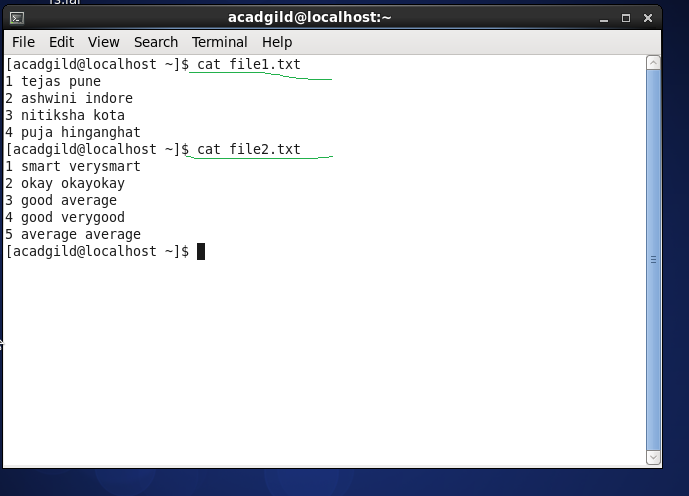 acadgild@localhost:~
File Edit View Search Terminal Help
[acadgild@localhost ~]$ cat file1.txt
1 tejas pune
2 ashwini indore
3 nitiksha kota
4 puja hinganghat
[acadgild@localhost ~]$ cat file2.txt
1 smart verysmart
2 okay okayokay
3 good average
4 good verygood
5 average average
[acadgild@localhost ~]$